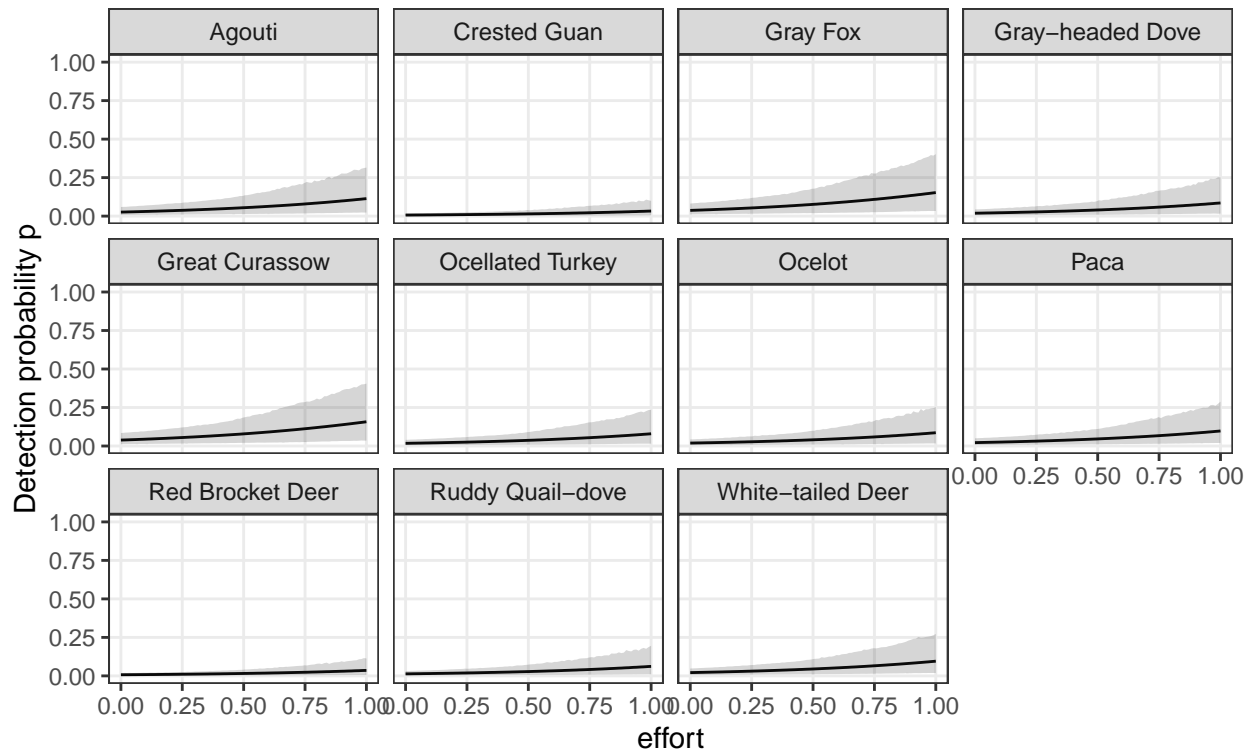 Agouti
Crested Guan
Gray Fox
Gray−headed Dove
1.00
0.75
0.50
0.25
0.00
Great Curassow
Ocellated Turkey
Ocelot
Paca
1.00
0.75
0.50
0.25
0.00
0.00 0.25 0.50 0.75 1.00
Red Brocket Deer
Ruddy Quail−dove
White−tailed Deer
1.00
0.75
0.50
0.25
0.00
0.00 0.25 0.50 0.75 1.00
0.00 0.25 0.50 0.75 1.00
0.00 0.25 0.50 0.75 1.00
effort
Detection probability p